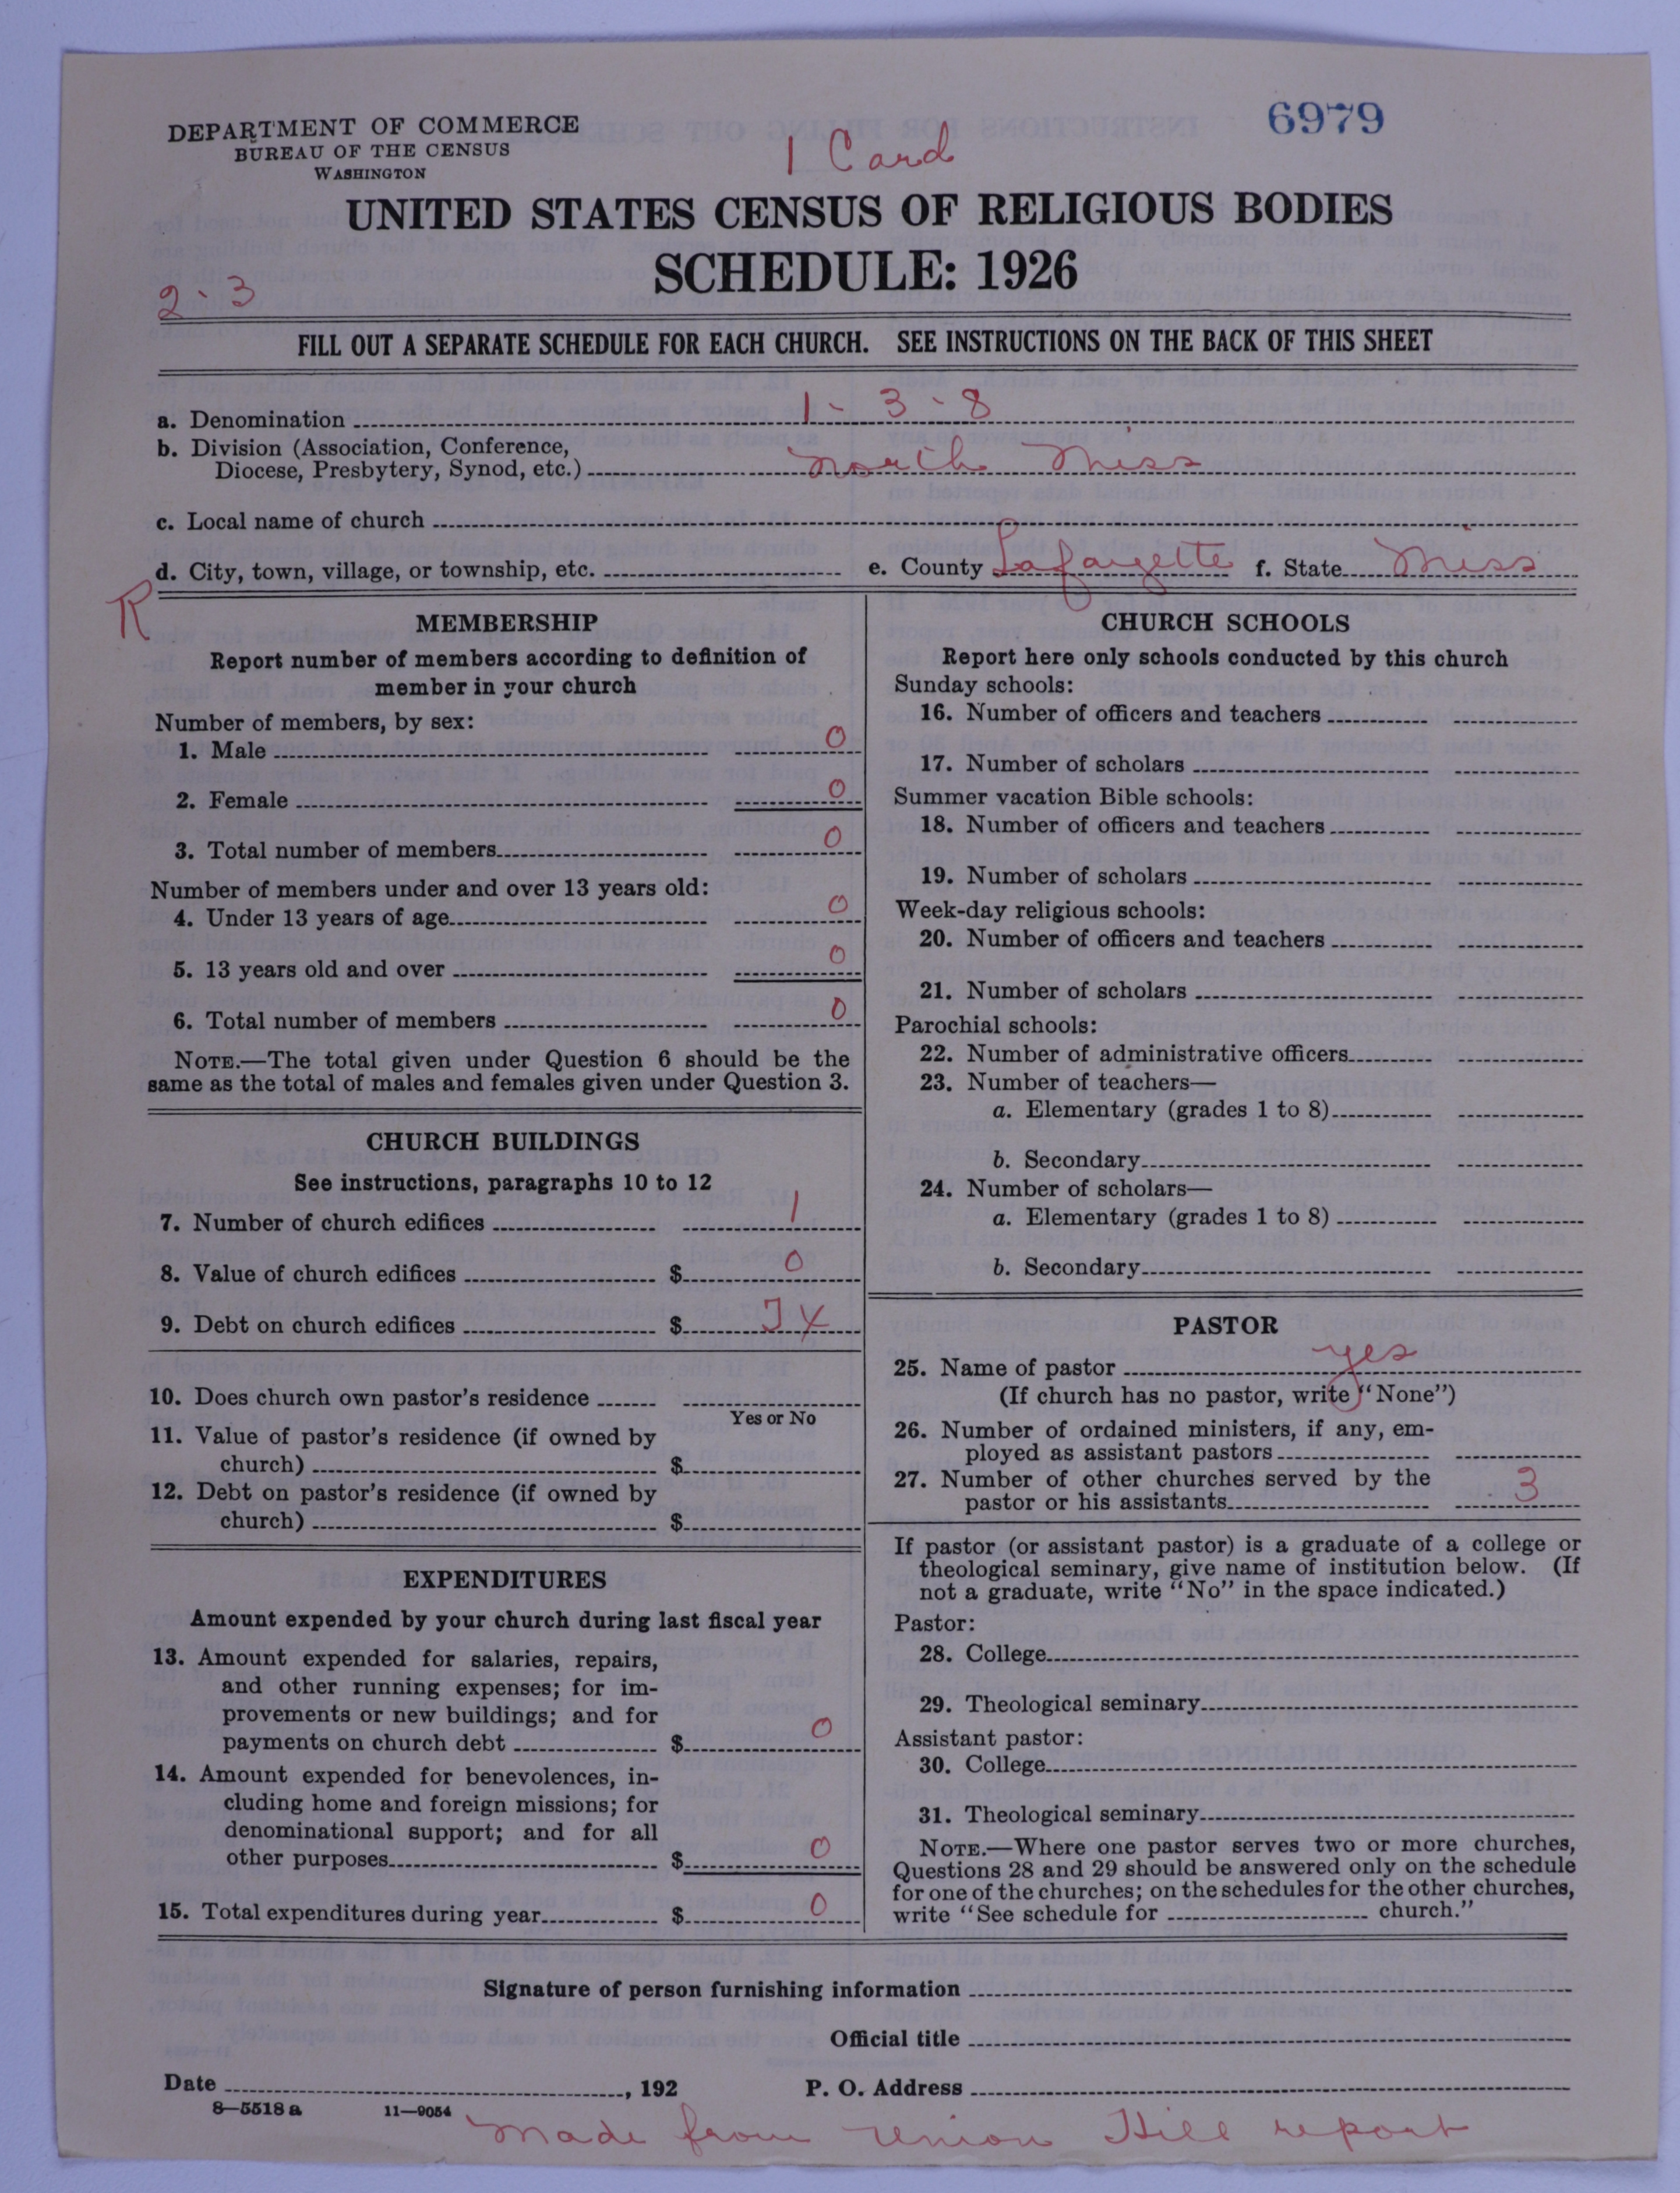 6979
DEPARTMENT OF COMMERCE
BUREAU OF THE CENSUS
WASHINGTON
1 Card
UNITED STATES CENSUS OF RELIGIOUS BODIES
SCHEDULE: 1926
2-3
FILL OUT A SEPARATE SCHEDULE FOR EACH CHURCH. SEE INSTRUCTIONS ON THE BACK OF THIS SHEET
a. Denomination 1-3-8
b. Division (Association, Conference,
Diocese, Presbytery, Synod, etc.) North Miss
c. Local name of church
d. City, town, village, or township, etc. e. County Lafayette f. State Miss
R
MEMBERSHIP
Report number of members according to definition of
member in your church
Number of members, by sex:
1. Male 0
2. Female 0
3. Total number of members 0
Number of members under and over 13 years old:
4. Under 13 years of age 0
5. 13 years old and over 0
6. Total number of members 0
NOTE.—The total given under Question 6 should be the
same as the total of males and females given under Question 3.
CHURCH BUILDINGS
See instructions, paragraphs 10 to 12
7. Number of church edifices 1
8. Value of church edifices $ 0
9. Debt on church edifices $ JX
10. Does church own pastor's residence
Yes or No
11. Value of pastor's residence (if owned by
church) $
12. Debt on pastor's residence (if owned by
church) $
EXPENDITURES
Amount expended by your church during last fiscal year
13. Amount expended for salaries, repairs,
and other running expenses; for im-
provements or new buildings; and for
payments on church debt $ 0
14. Amount expended for benevolences, in-
cluding home and foreign missions; for
denominational support; and for all
other purposes $ 0
15. Total expenditures during year $ 0
CHURCH SCHOOLS
Report here only schools conducted by this church
Sunday schools:
16. Number of officers and teachers
17. Number of scholars
Summer vacation Bible schools:
18. Number of officers and teachers
19. Number of scholars
Week-day religious schools:
20. Number of officers and teachers
21. Number of scholars
Parochial schools:
22. Number of administrative officers
23. Number of teachers—
a. Elementary (grades 1 to 8)
b. Secondary
24. Number of scholars—
a. Elementary (grades 1 to 8)
b. Secondary
PASTOR
25. Name of pastor yes
(If church has no pastor, write "None")
26. Number of ordained ministers, if any, em-
ployed as assistant pastors
27. Number of other churches served by the
pastor or his assistants 3
If pastor (or assistant pastor) is a graduate of a college or
theological seminary, give name of institution below. (If
not a graduate, write "No" in the space indicated.)
Pastor:
28. College
29. Theological seminary
Assistant pastor:
30. College
31. Theological seminary
NOTE.—Where one pastor serves two or more churches,
Questions 28 and 29 should be answered only on the schedule
for one of the churches; on the schedules for the other churches,
write "See schedule for church."
Signature of person furnishing information
Official title
Date , 192 P. O. Address
8—5518 a 11—9054
Made from Union Hill report